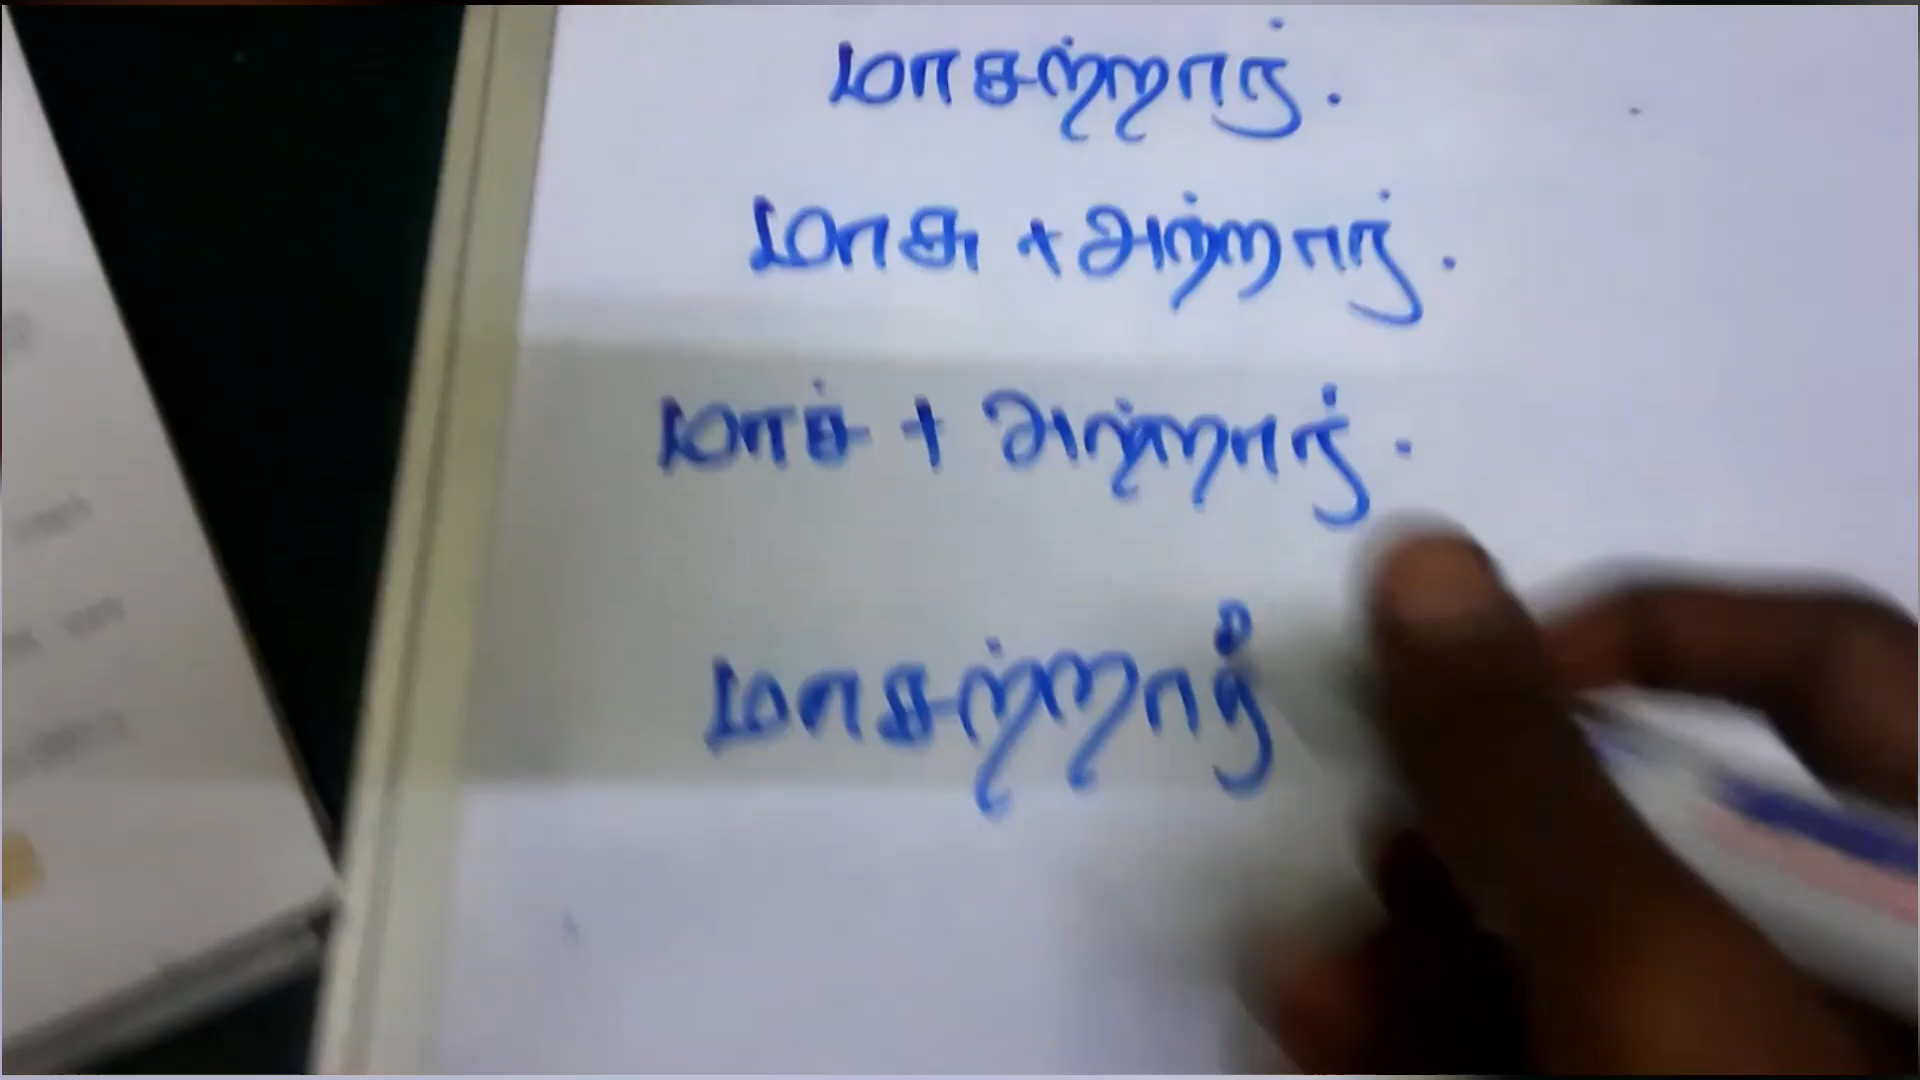 மாசற்றார்.
மாசு + அற்றார்.
மாச் + அற்றார்.
மாசற்றார்